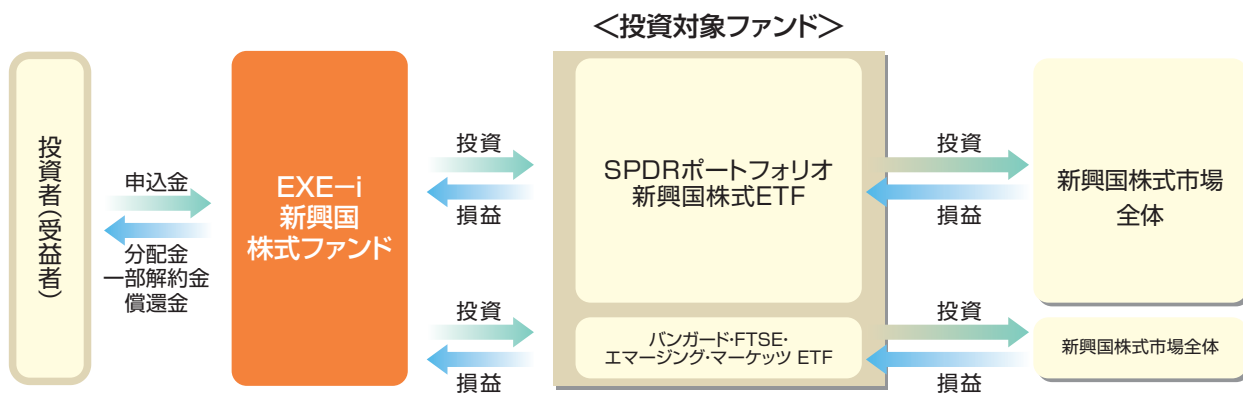 ＜投資対象ファンド＞
投資者(受益者)
申込金
分配金
一部解約金
償還金
EXE−i
新興国
株式ファンド
投資
損益
SPDRポートフォリオ
新興国株式ETF
投資
損益
新興国株式市場
全体
投資
損益
バンガード・FTSE・
エマージング・マーケッツ ETF
投資
損益
新興国株式市場全体